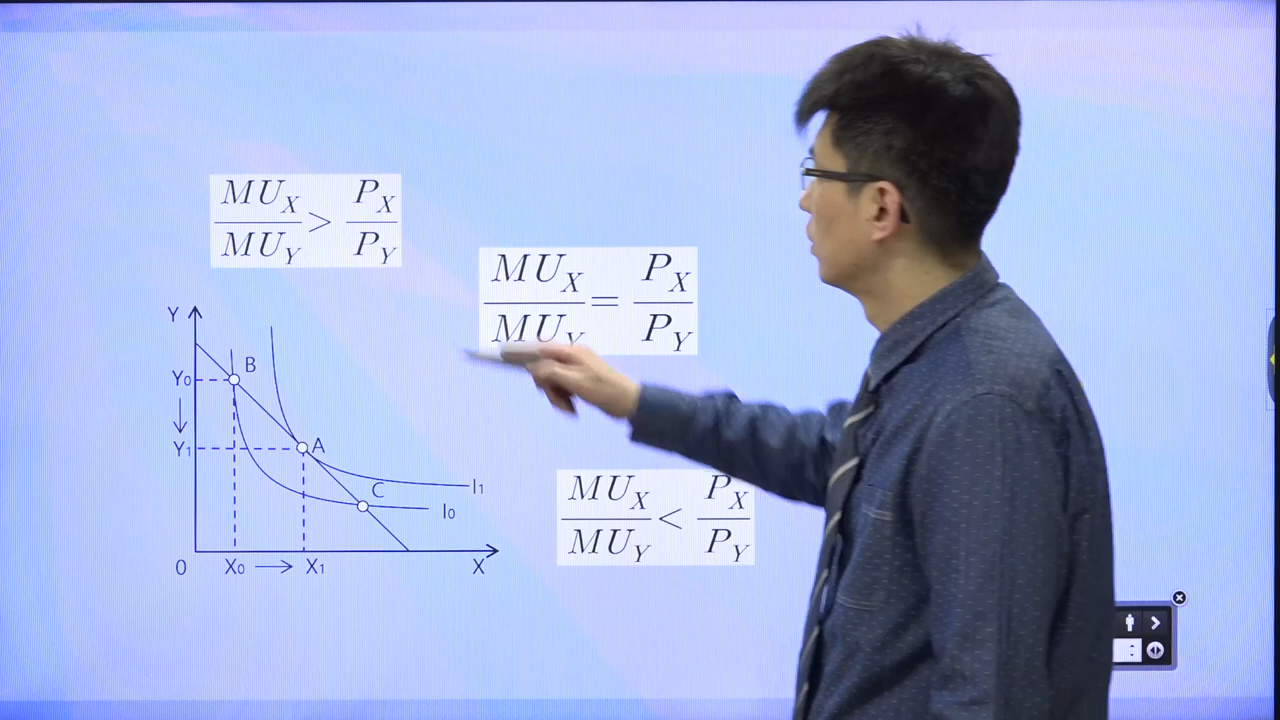 MU_X / MU_Y > P_X / P_Y
MU_X / MU_Y = P_X / P_Y
Y
Y₀
B
Y₁
A
C
I₁
I₀
0
X₀
X₁
X
MU_X / MU_Y < P_X / P_Y